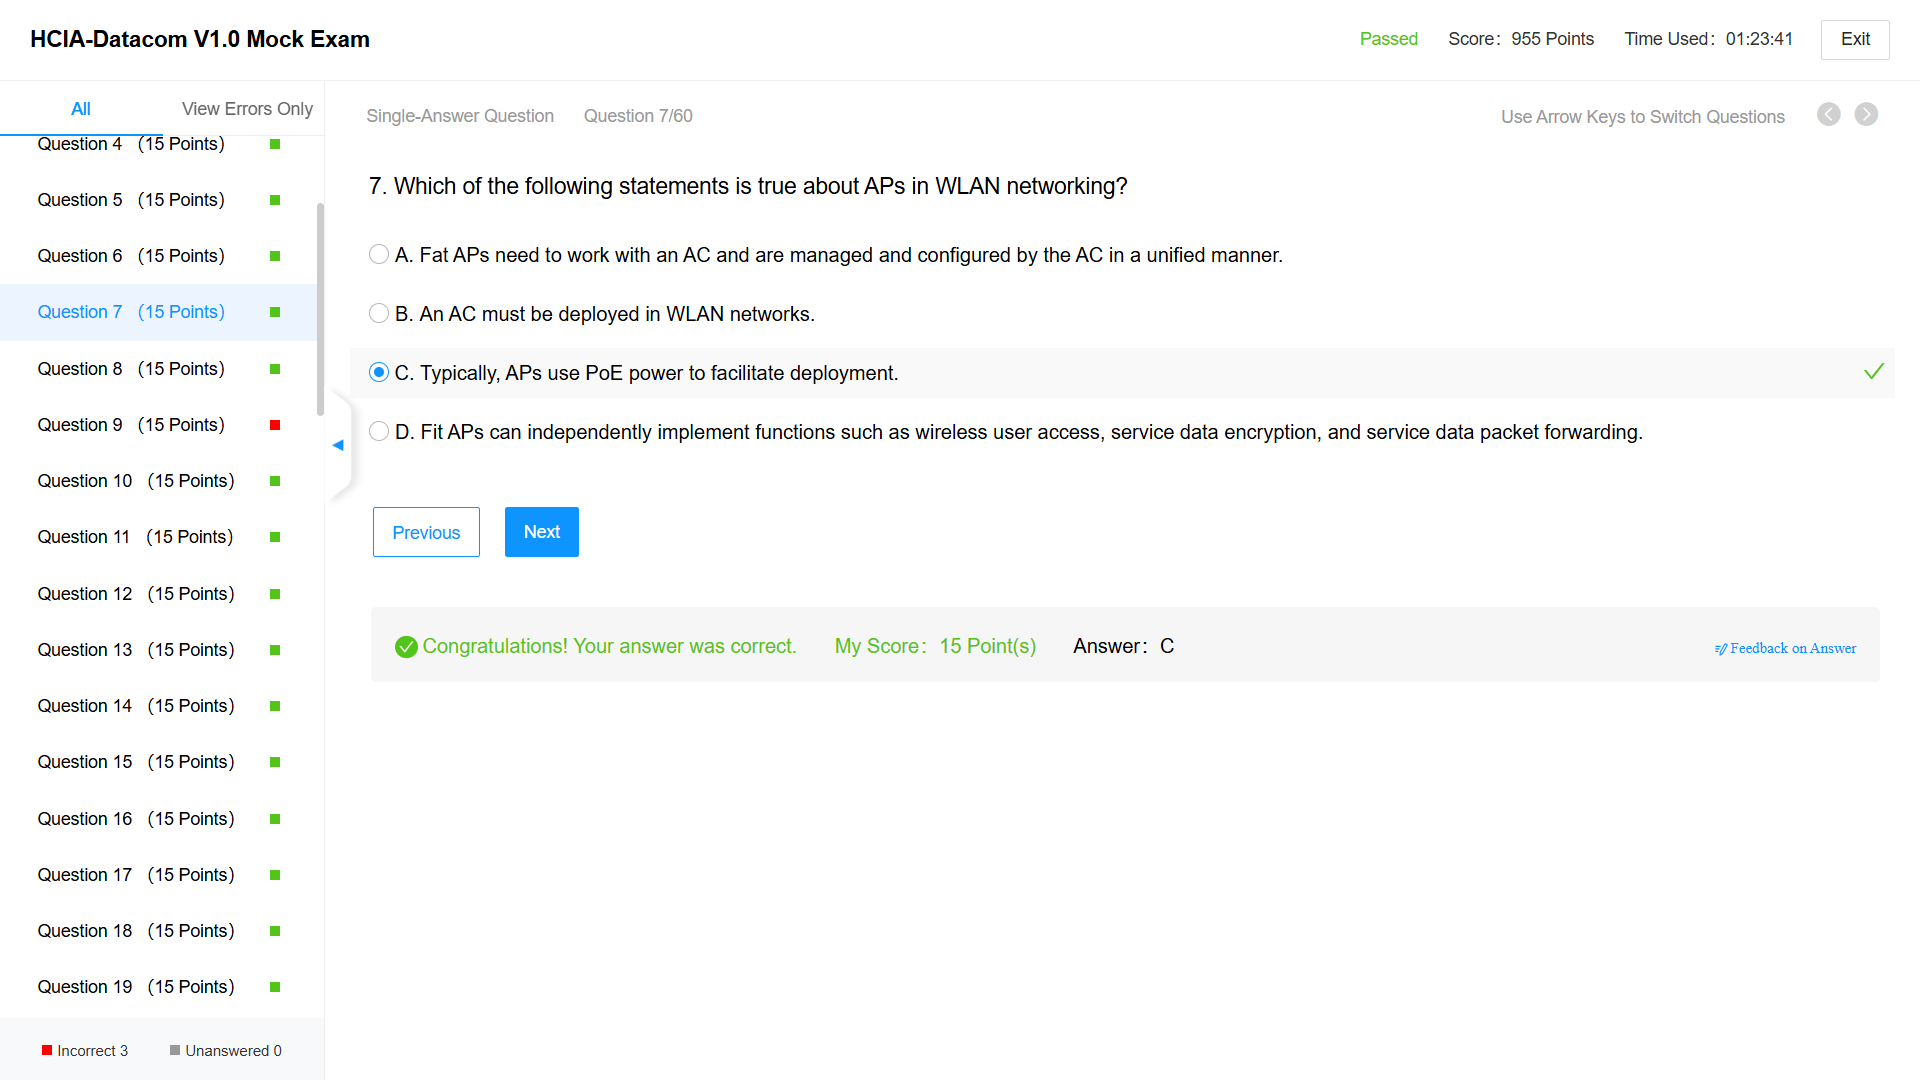 HCIA-Datacom V1.0 Mock Exam
Passed Score: 955 Points Time Used: 01:23:41 Exit
All View Errors Only
Question 4 (15 Points)
Question 5 (15 Points)
Question 6 (15 Points)
Question 7 (15 Points)
Question 8 (15 Points)
Question 9 (15 Points)
Question 10 (15 Points)
Question 11 (15 Points)
Question 12 (15 Points)
Question 13 (15 Points)
Question 14 (15 Points)
Question 15 (15 Points)
Question 16 (15 Points)
Question 17 (15 Points)
Question 18 (15 Points)
Question 19 (15 Points)
Incorrect 3 Unanswered 0
Single-Answer Question Question 7/60 Use Arrow Keys to Switch Questions
7. Which of the following statements is true about APs in WLAN networking?
A. Fat APs need to work with an AC and are managed and configured by the AC in a unified manner.
B. An AC must be deployed in WLAN networks.
C. Typically, APs use PoE power to facilitate deployment.
D. Fit APs can independently implement functions such as wireless user access, service data encryption, and service data packet forwarding.
Previous Next
Congratulations! Your answer was correct. My Score: 15 Point(s) Answer: C Feedback on Answer